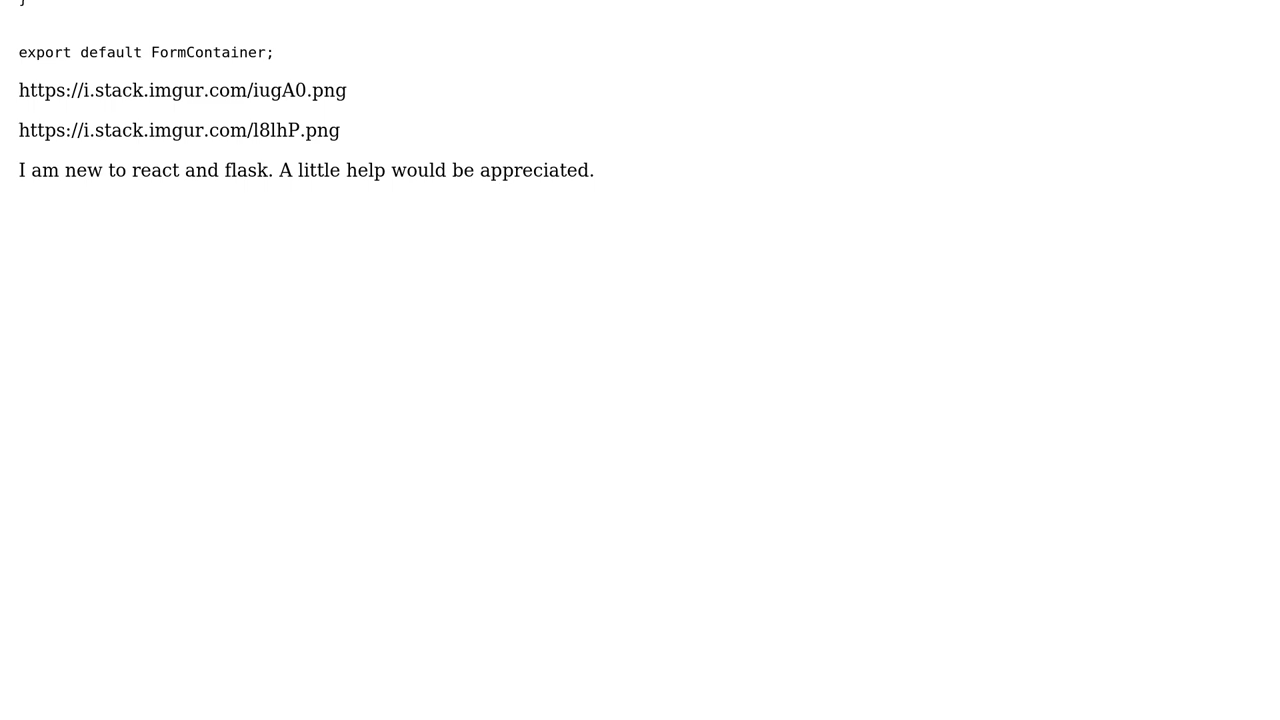 }
export default FormContainer;
https://i.stack.imgur.com/iugA0.png
https://i.stack.imgur.com/l8lhP.png
I am new to react and flask. A little help would be appreciated.